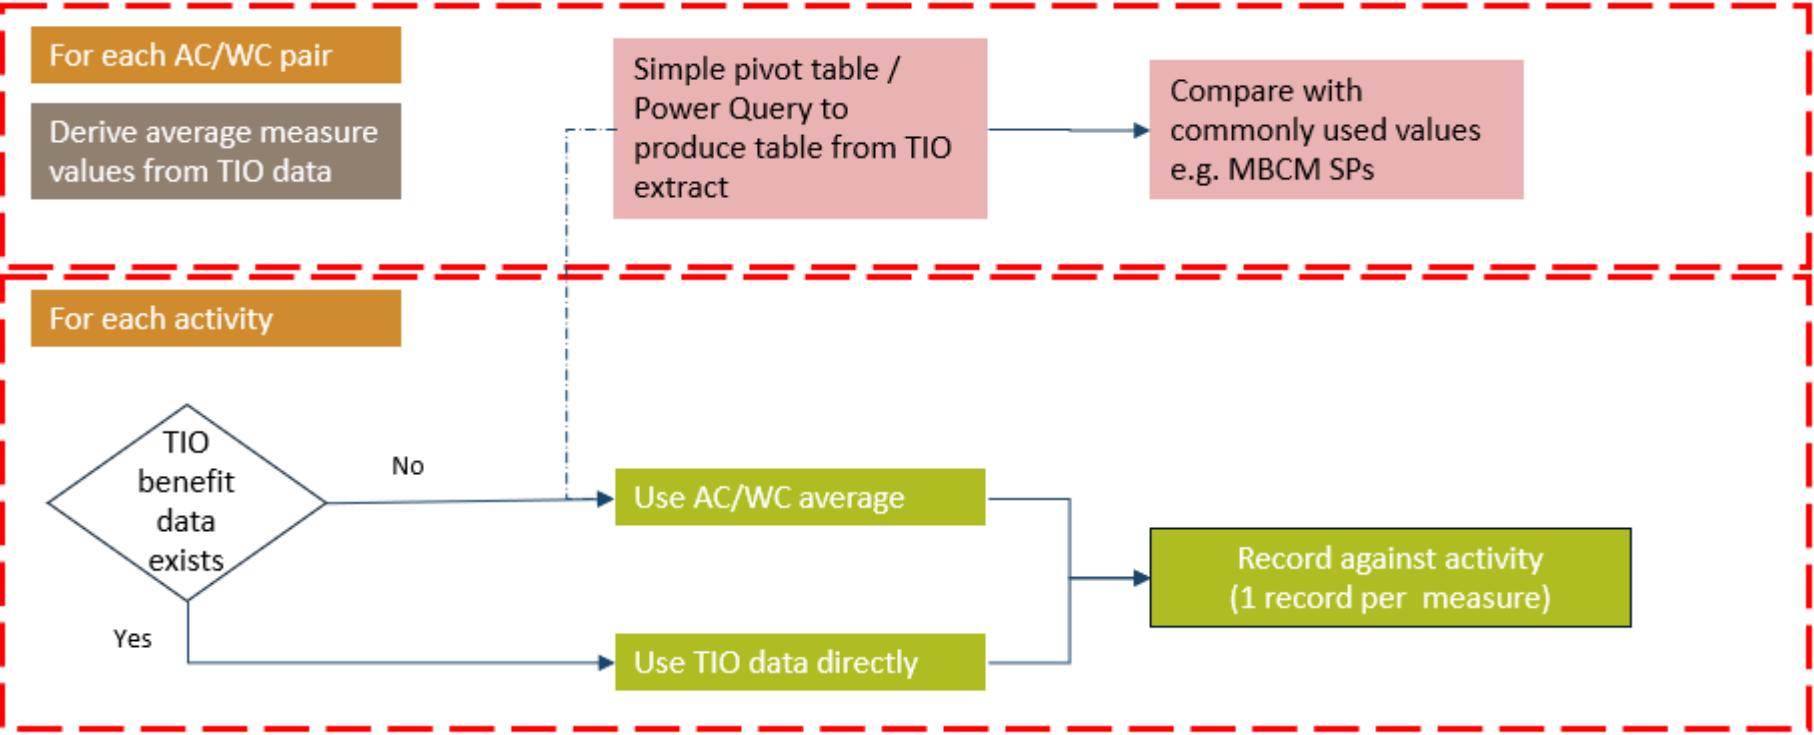 For each AC/WC pair
Derive average measure
values from TIO data
Simple pivot table /
Power Query to
produce table from TIO
extract
Compare with
commonly used values
e.g. MBCM SPs
For each activity
TIO
benefit
data
exists
No
Yes
Use AC/WC average
Use TIO data directly
Record against activity
(1 record per  measure)